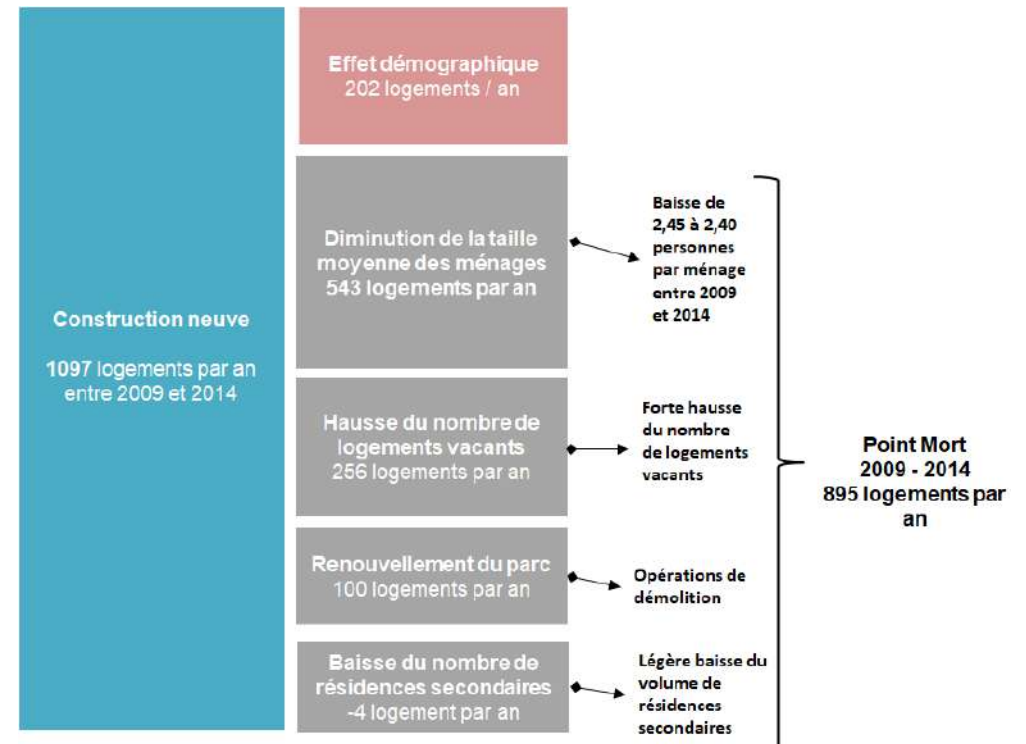 Construction neuve
1097 logements par an
entre 2009 et 2014
Effet démographique
202 logements / an
Diminution de la taille
moyenne des ménages
543 logements par an
Baisse de
2,45 à 2,40
personnes
par ménage
entre 2009
et 2014
Hausse du nombre de
logements vacants
256 logements par an
Forte hausse
du nombre
de logements
vacants
Renouvellement du parc
100 logements par an
Opérations de
démolition
Baisse du nombre de
résidences secondaires
-4 logement par an
Légère baisse du
volume de
résidences
secondaires
Point Mort
2009 - 2014
895 logements par
an